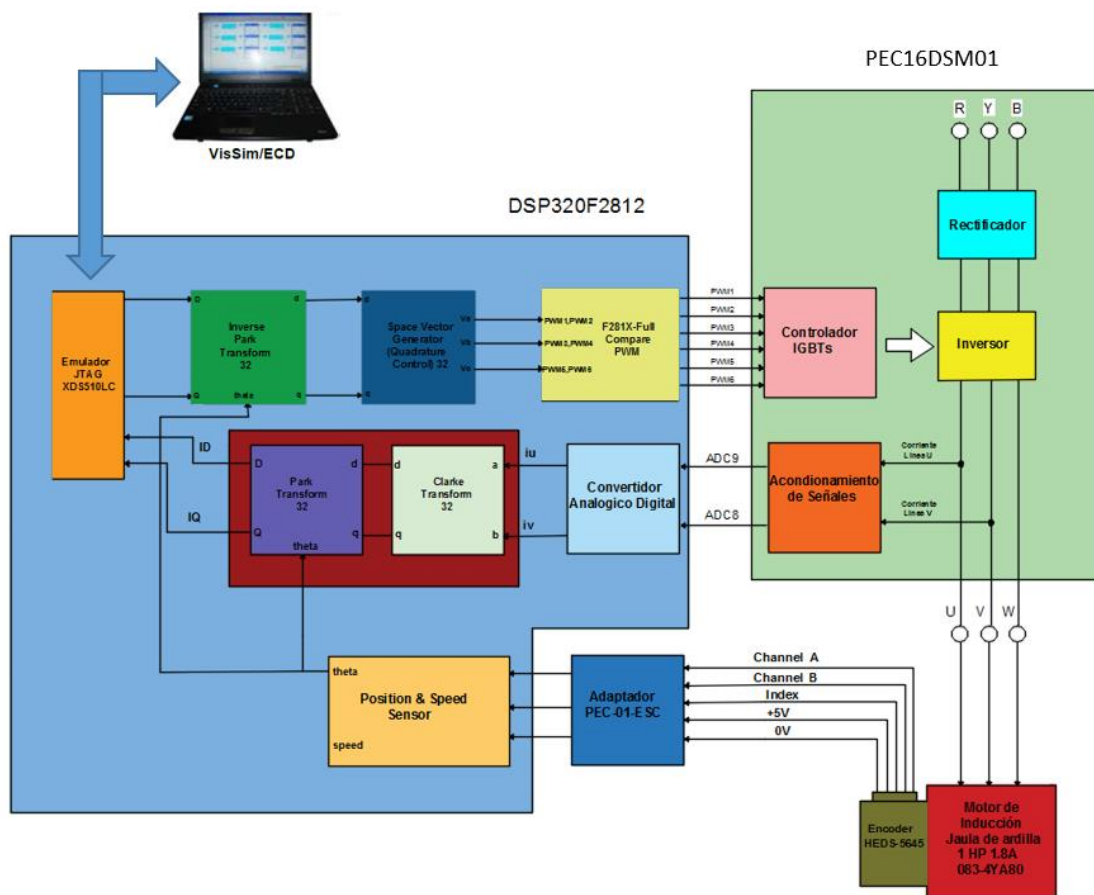 VisSim/ECD
PEC16DSM01
R Y B
Rectificador
DSP320F2812
Emulador
JTAG
XDS510LC
D d
Inverse
Park
Transform
32
Q theta q
Space Vector
Generator
(Quadrature
Control) 32
q
Vb
Vc
F281X-Full
Compare
PWM
PWM1,PWM2
PWM3,PWM4
PWM5,PWM6
PWM1
PWM2
PWM3
PWM4
PWM5
PWM6
Controlador
IGBTs
Inversor
ID
IQ
D d
Park
Transform
32
Q q
theta
d a
Clarke
Transform
32
q b
iu
iv
Convertidor
Analogico Digital
ADC9
ADC8
Acondionamiento
de Señales
Corriente
Linea U
Corriente
Linea V
U V W
theta
Position & Speed
Sensor
speed
Adaptador
PEC-01-ESC
Channel A
Channel B
Index
+5V
0V
Encoder
HEDS-5645
Motor de
Inducción
Jaula de ardilla
1 HP 1.8A
083-4YA80